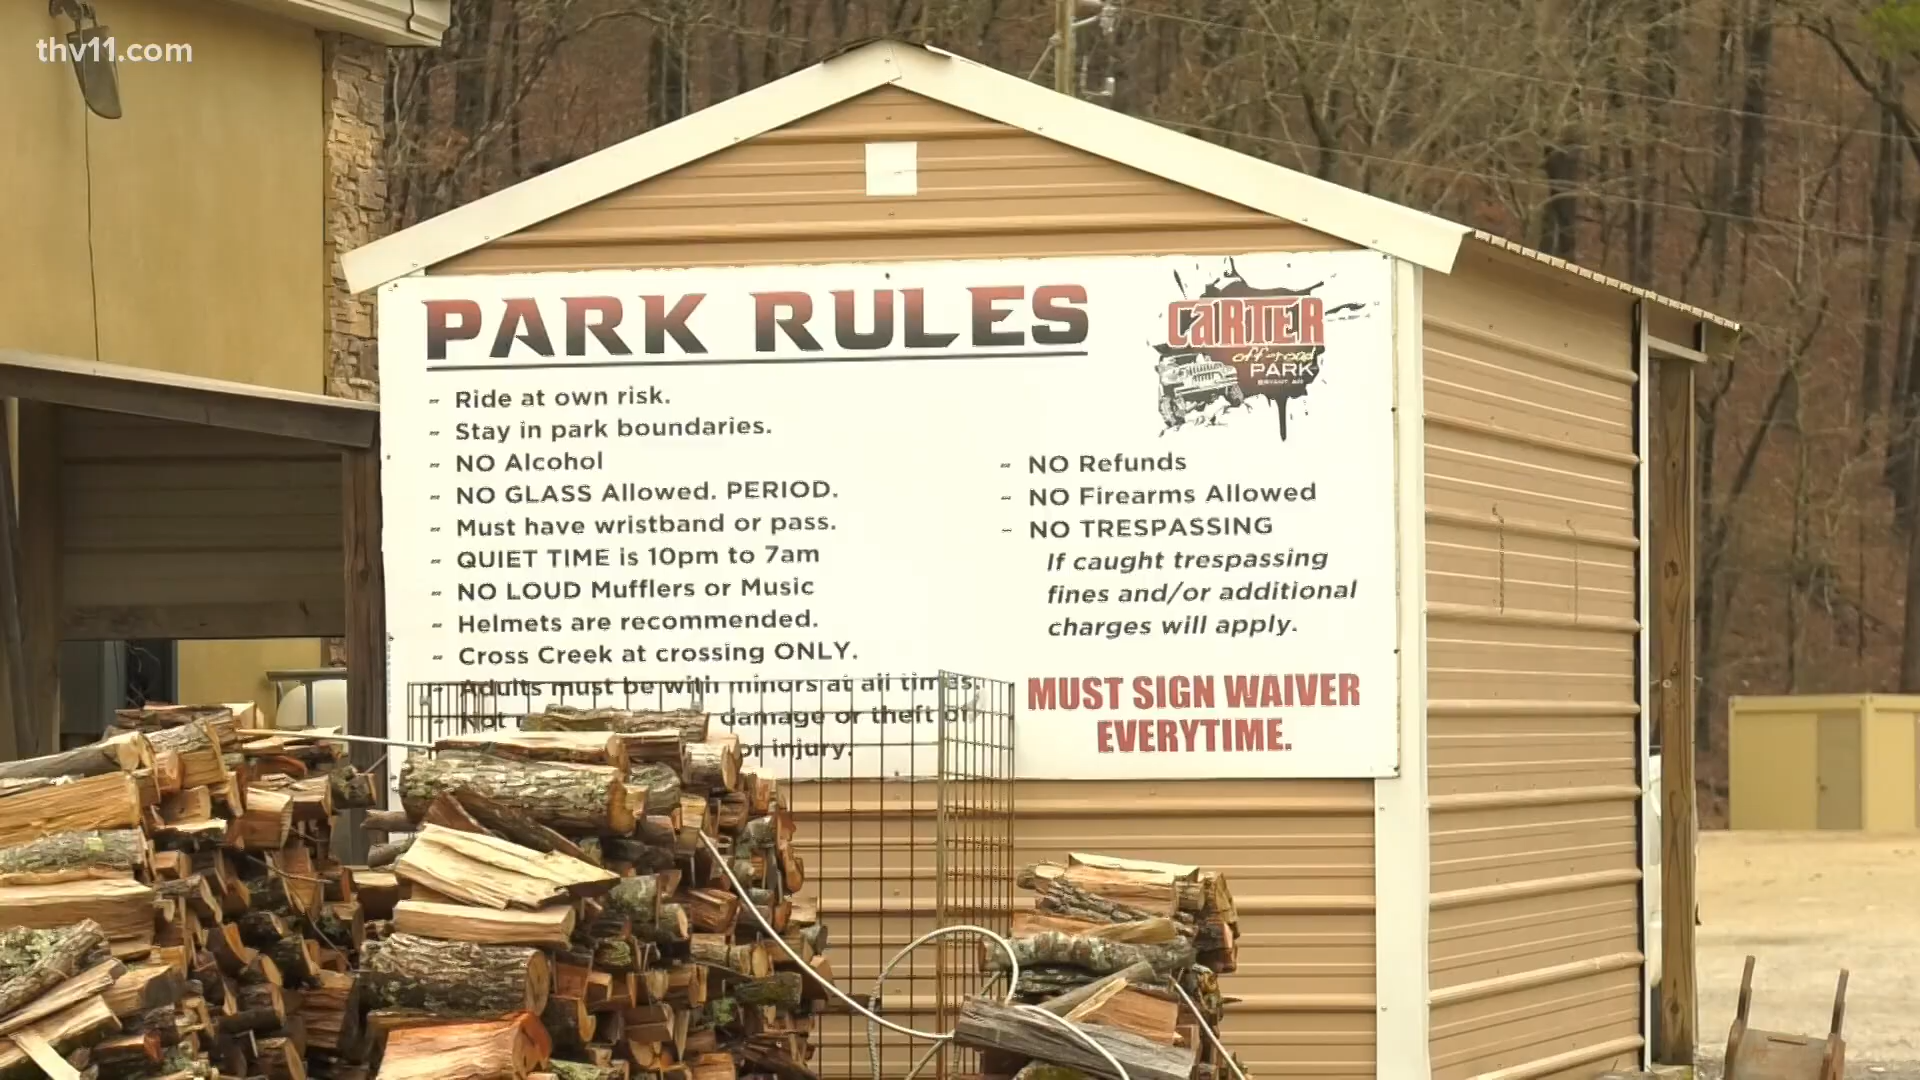 thv11.com
PARK RULES
CaRTER
off-road
PARK
- Ride at own risk.
- Stay in park boundaries.
- NO Alcohol
- NO GLASS Allowed. PERIOD.
- Must have wristband or pass.
- QUIET TIME is 10pm to 7am
- NO LOUD Mufflers or Music
- Helmets are recommended.
- Cross Creek at crossing ONLY.
- Adults must be with minors at all times.
- Not damage or theft of
or injury.
- NO Refunds
- NO Firearms Allowed
- NO TRESPASSING
If caught trespassing
fines and/or additional
charges will apply.
MUST SIGN WAIVER
EVERYTIME.